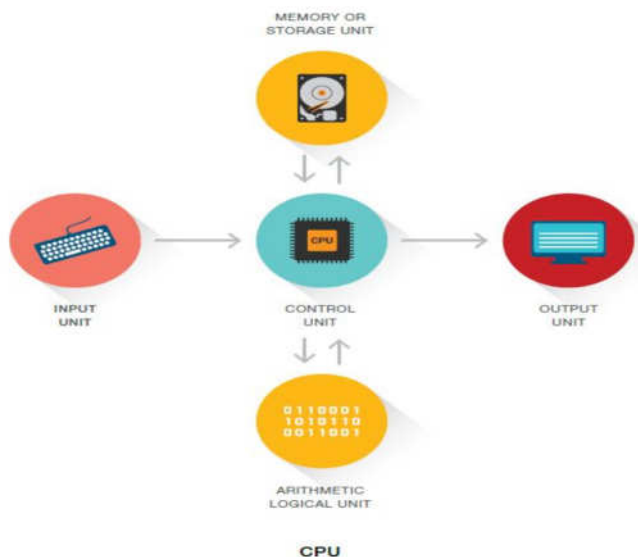 MEMORY OR
STORAGE UNIT
CPU
INPUT
UNIT
CONTROL
UNIT
OUTPUT
UNIT
0110001
1010110
0011001
ARITHMETIC
LOGICAL UNIT
CPU